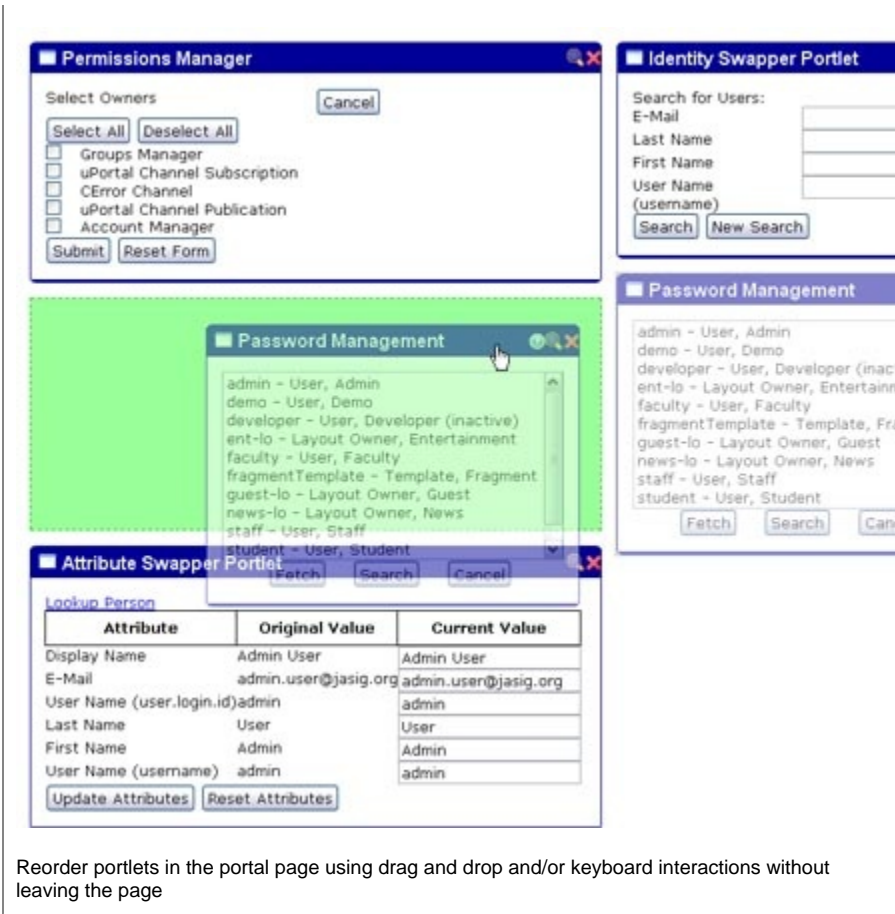 Permissions Manager
Select Owners
Cancel
Select All Deselect All
Groups Manager
uPortal Channel Subscription
CError Channel
uPortal Channel Publication
Account Manager
Submit Reset Form
Identity Swapper Portlet
Search for Users:
E-Mail
Last Name
First Name
User Name
(username)
Search New Search
Password Management
admin - User, Admin
demo - User, Demo
developer - User, Developer (inactive)
ent-lo - Layout Owner, Entertainment
faculty - User, Faculty
fragmentTemplate - Template, Fragment
guest-lo - Layout Owner, Guest
news-lo - Layout Owner, News
staff - User, Staff
student - User, Student
Fetch Search Cancel
Password Management
admin - User, Admin
demo - User, Demo
developer - User, Developer (inac
ent-lo - Layout Owner, Entertainm
faculty - User, Faculty
fragmentTemplate - Template, Fra
guest-lo - Layout Owner, Guest
news-lo - Layout Owner, News
staff - User, Staff
student - User, Student
Fetch Search Canc
Attribute Swapper Portlet
Lookup Person
Attribute Original Value Current Value
Display Name Admin User Admin User
E-Mail admin.user@jasig.org admin.user@jasig.org
User Name (user.login.id) admin admin
Last Name User User
First Name Admin Admin
User Name (username) admin admin
Update Attributes Reset Attributes
Reorder portlets in the portal page using drag and drop and/or keyboard interactions without
leaving the page